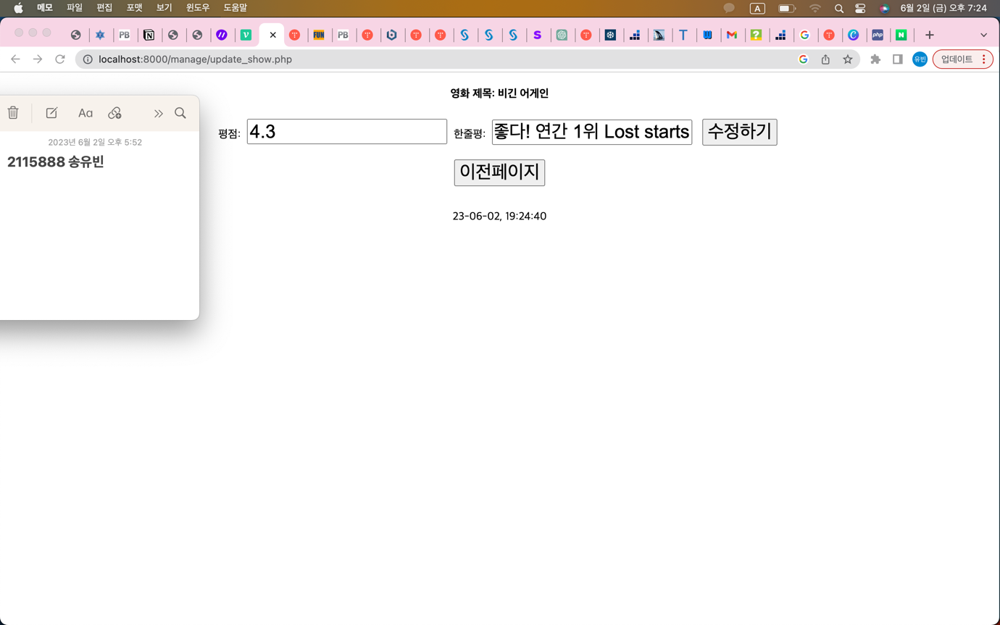 메모 파일 편집 포맷 보기 윈도우 도움말 A 6월 2일 (금) 오후 7:24
PB N FUN PB S S S S T W M ? G C php N
localhost:8000/manage/update_show.php G 유빈 업데이트
영화 제목: 비긴 어게인
Aa
2023년 6월 2일 오후 5:52
2115888 송유빈
평점: 4.3 한줄평: 좋다! 연간 1위 Lost starts 수정하기
이전페이지
23-06-02, 19:24:40